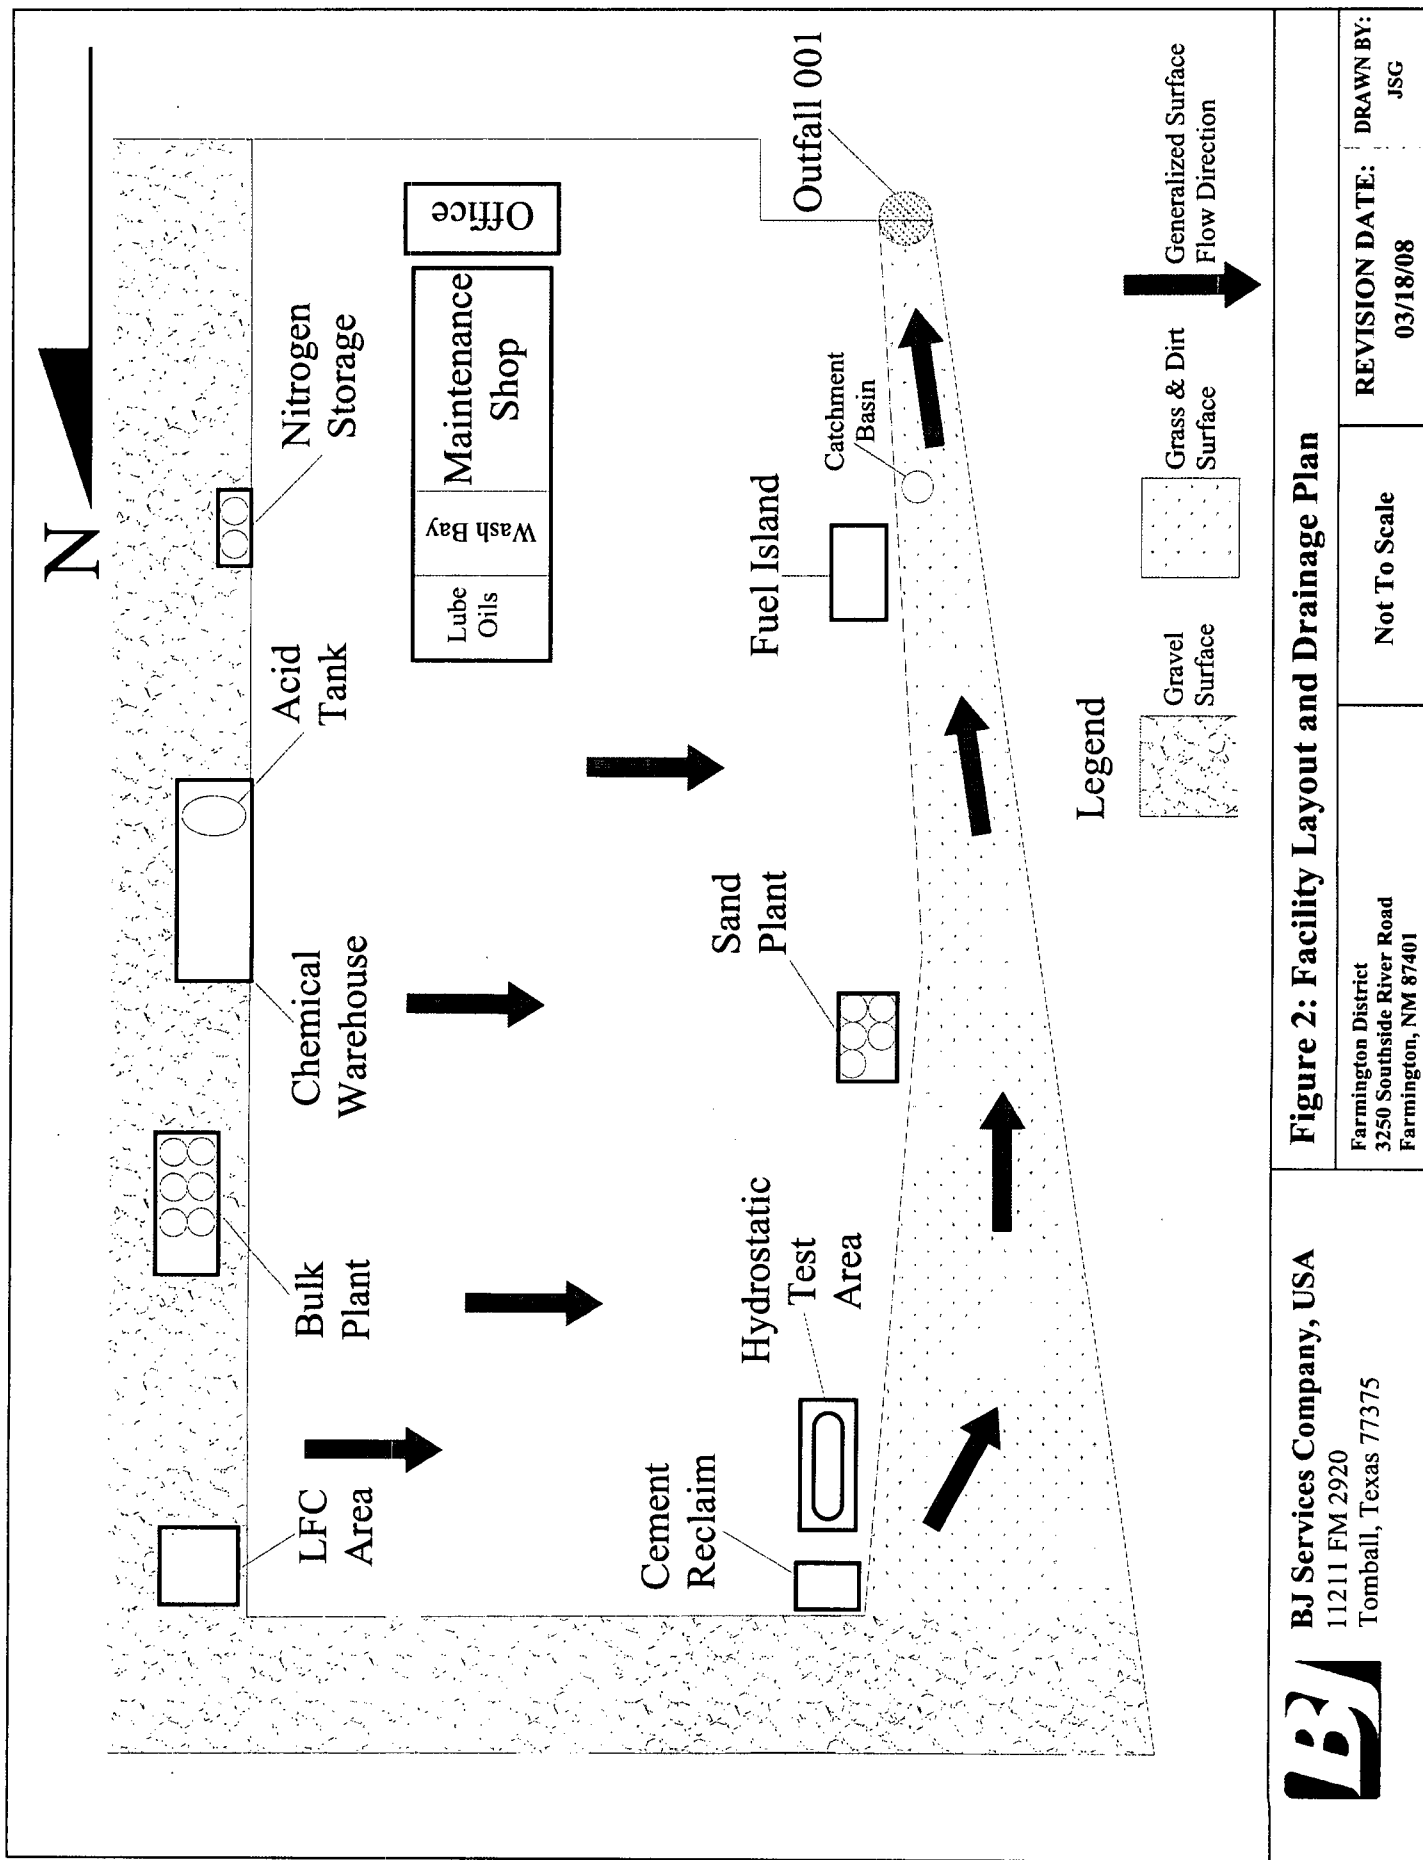 N
Nitrogen
Storage
Acid
Tank
Chemical
Warehouse
Bulk
Plant
LFC
Area
Office
Maintenance
Shop
Wash Bay
Lube
Oils
Outfall 001
Catchment
Basin
Fuel Island
Sand
Plant
Hydrostatic
Test
Area
Cement
Reclaim
Legend
Gravel
Surface
Grass & Dirt
Surface
Generalized Surface
Flow Direction
BJ
BJ Services Company, USA
11211 FM 2920
Tomball, Texas 77375
Figure 2: Facility Layout and Drainage Plan
Farmington District
3250 Southside River Road
Farmington, NM 87401
Not To Scale
REVISION DATE:
03/18/08
DRAWN BY:
JSG